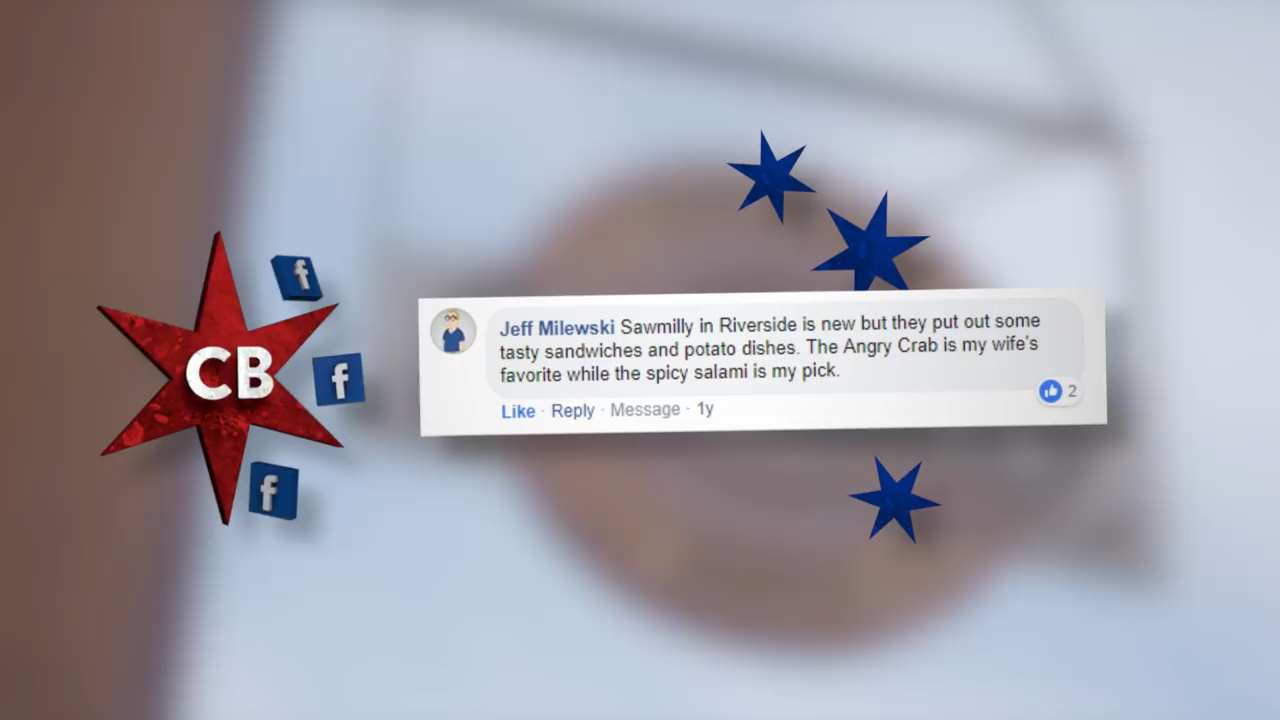 CB
f
f
f
Jeff Milewski Sawmilly in Riverside is new but they put out some
tasty sandwiches and potato dishes. The Angry Crab is my wife's
favorite while the spicy salami is my pick.
2
Like · Reply · Message · 1y